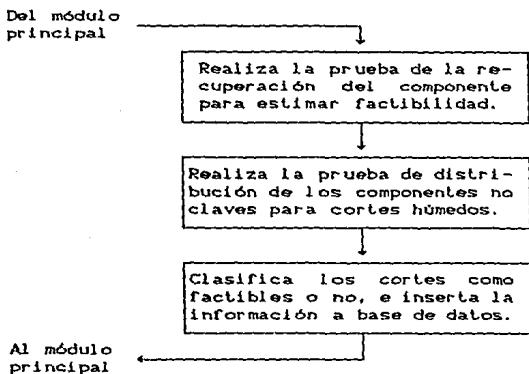 Del módulo
principal
Realiza la prueba de la re-
cuperación del componente
para estimar factibilidad.
Realiza la prueba de distri-
bución de los componentes no
claves para cortes húmedos.
Clasifica los cortes como
factibles o no, e inserta la
información a base de datos.
Al módulo
principal